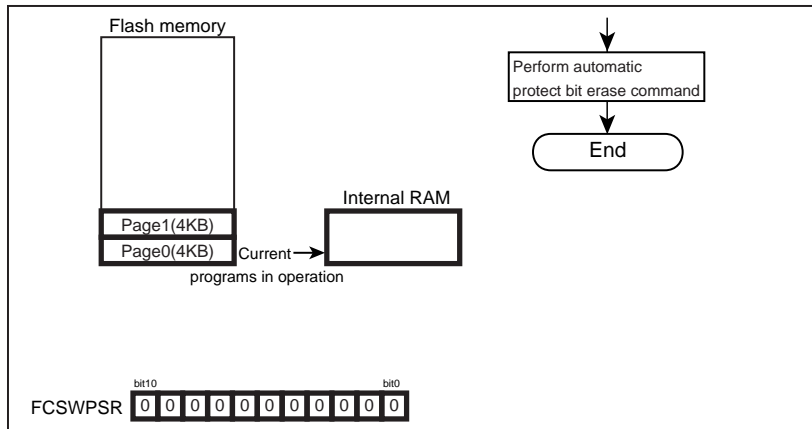 Flash memory
Perform automatic
protect bit erase command
End
Internal RAM
Page1(4KB)
Page0(4KB)
Current
programs in operation
bit10
bit0
FCSWPSR 0 0 0 0 0 0 0 0 0 0 0